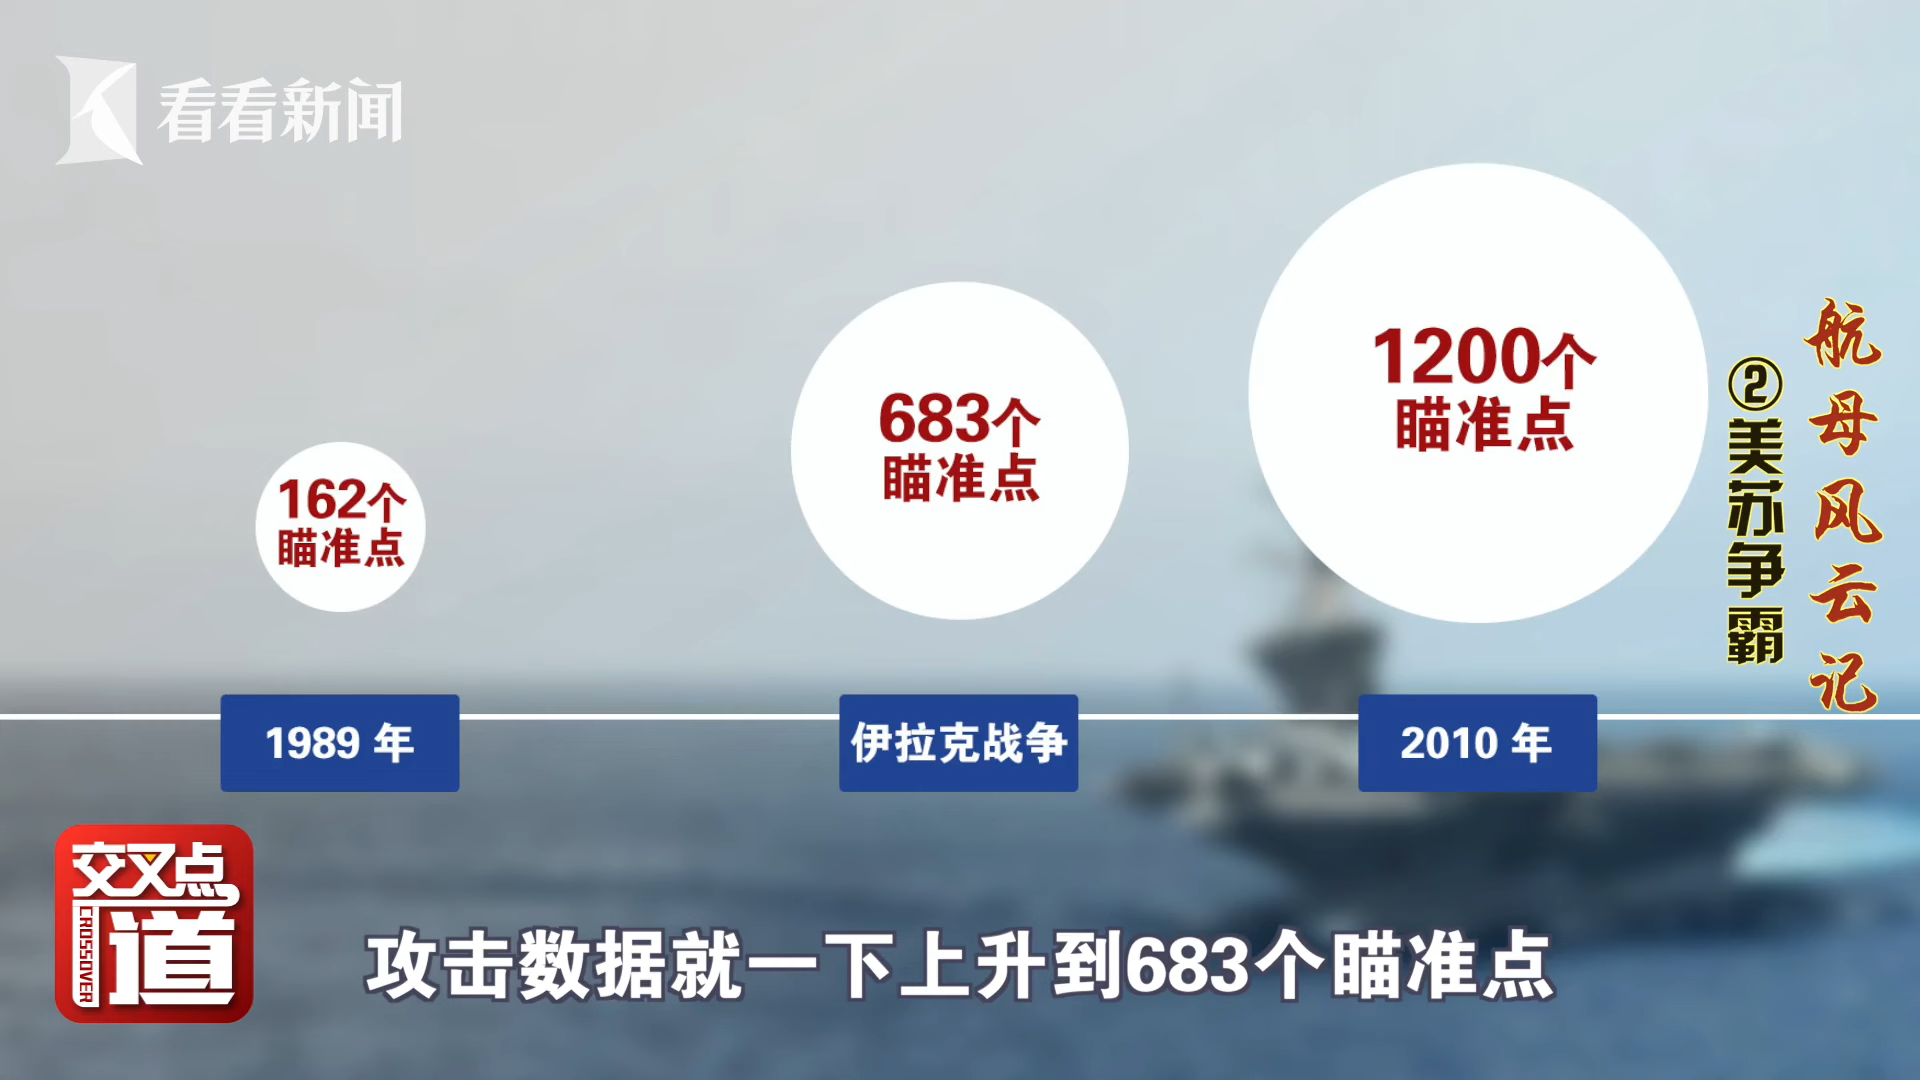 看看新闻
162个
瞄准点
683个
瞄准点
1200个
瞄准点
航母风云记
②美苏争霸
1989 年
伊拉克战争
2010 年
交叉点
道
CROSSOVER
攻击数据就一下上升到683个瞄准点